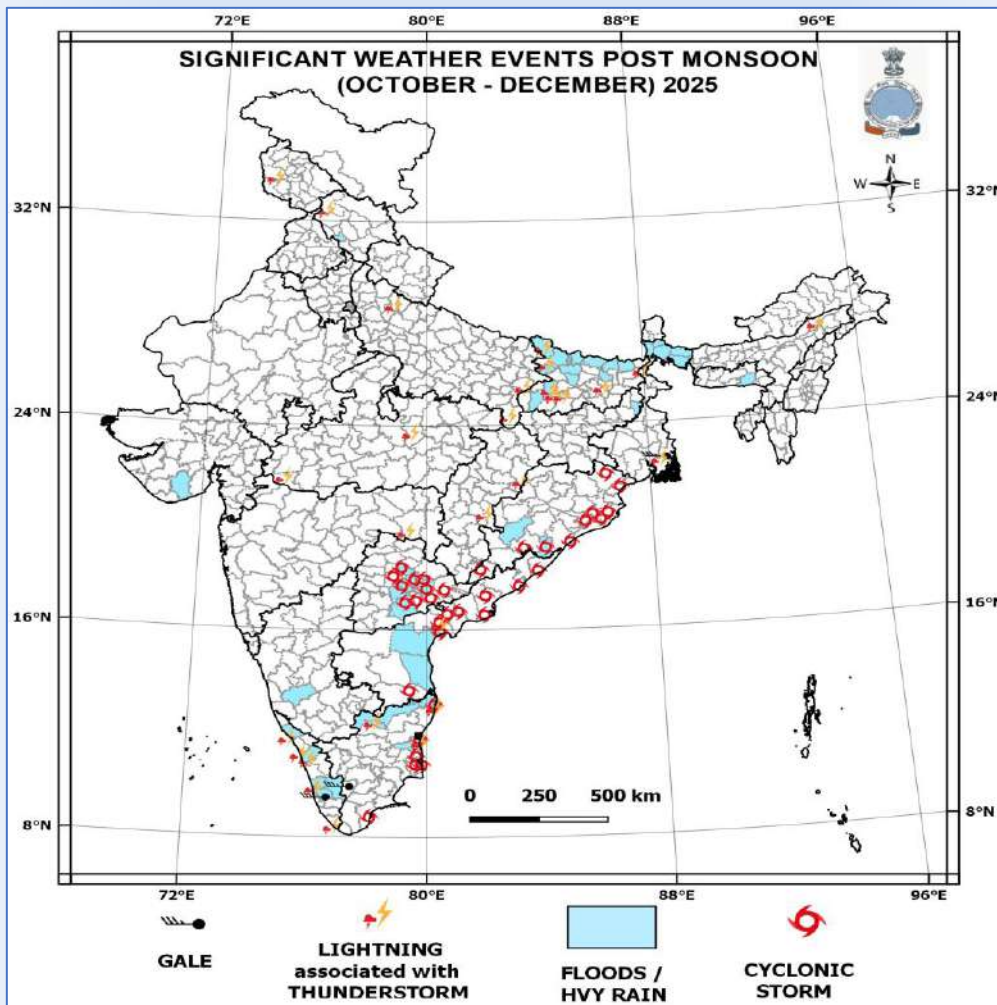 72°E 80°E 88°E 96°E
SIGNIFICANT WEATHER EVENTS POST MONSOON
(OCTOBER - DECEMBER) 2025
N
W E
S
32°N 32°N
24°N 24°N
16°N 16°N
0 250 500 km
8°N 8°N
72°E 80°E 88°E 96°E
GALE
LIGHTNING
associated with
THUNDERSTORM
FLOODS /
HVY RAIN
CYCLONIC
STORM